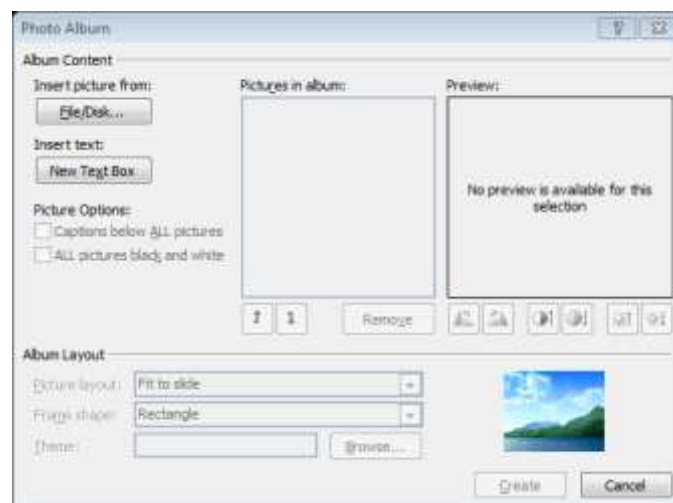 Photo Album
Album Content
Insert picture from:
File/Disk...
Insert text:
New Text Box
Picture Options:
Captions below ALL pictures
ALL pictures black and white
Pictures in album:
Remove
Preview:
No preview is available for this
selection
Album Layout
Picture layout: Fit to slide
Frame shape: Rectangle
Theme: Browse...
Create Cancel